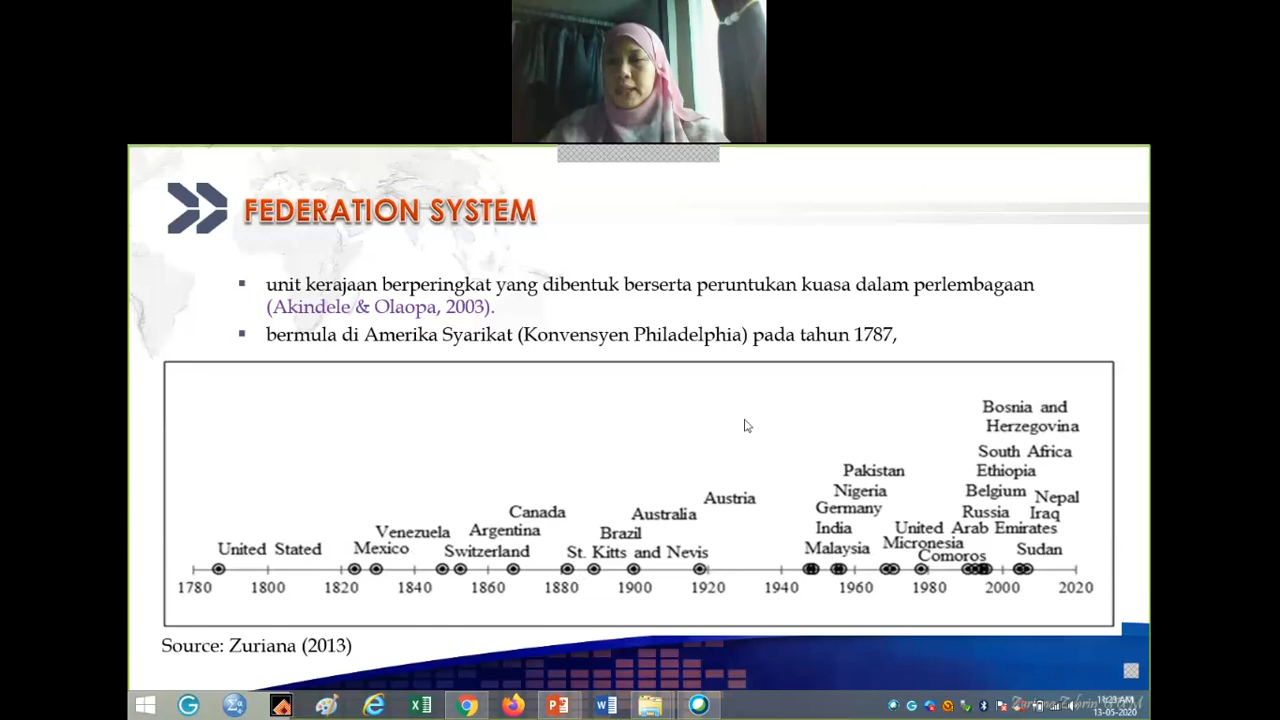 FEDERATION SYSTEM
unit kerajaan berperingkat yang dibentuk berserta peruntukan kuasa dalam perlembagaan
(Akindele & Olaopa, 2003).
bermula di Amerika Syarikat (Konvensyen Philadelphia) pada tahun 1787,
Bosnia and
Herzegovina
South Africa
Pakistan
Ethiopia
Nigeria
Belgium
Nepal
Austria
Germany
Canada
Australia
Russia
Iraq
Venezuela
Argentina
Brazil
India
United
Arab Emirates
United Stated
Mexico
Switzerland
St. Kitts and Nevis
Malaysia
Micronesia
Comoros
Sudan
1780 1800 1820 1840 1860 1880 1900 1920 1940 1960 1980 2000 2020
Source: Zuriana (2013)
13-05-2020